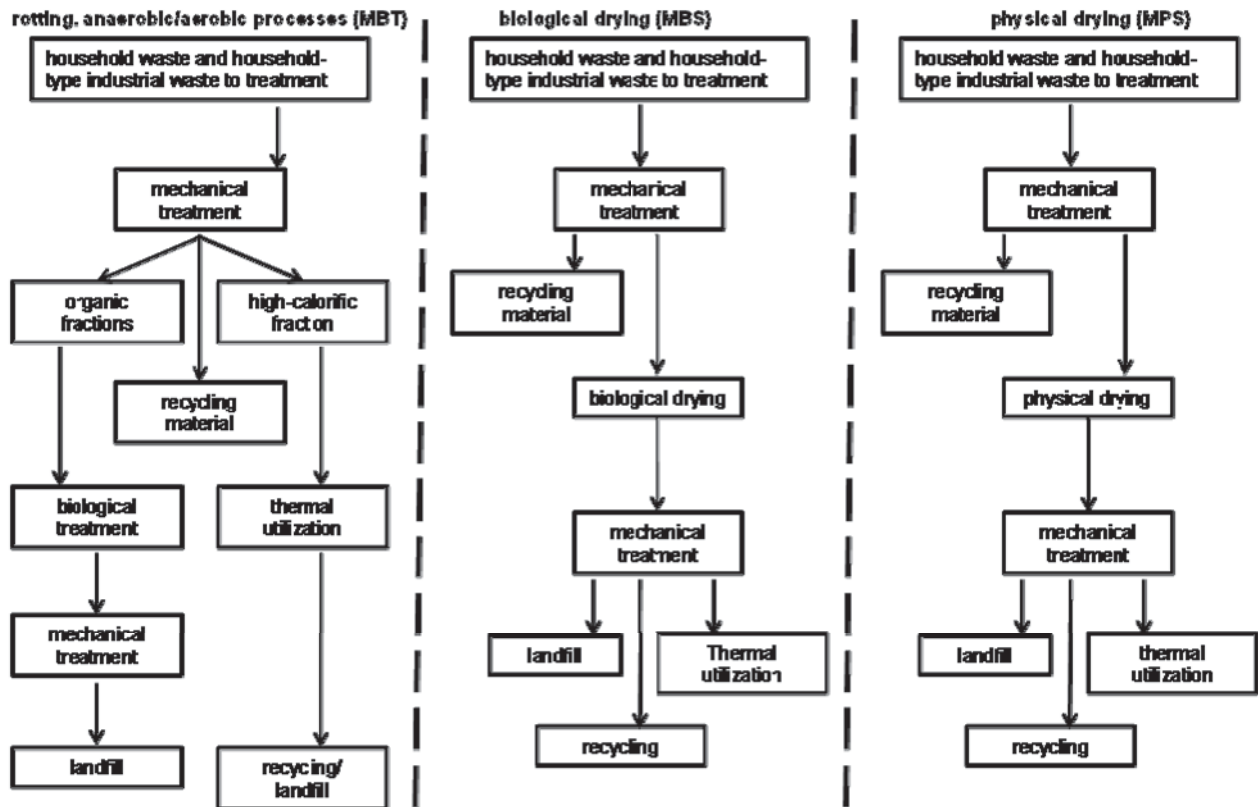 rotting, anaerobic/aerobic processes (MBT)
household waste and household-
type industrial waste to treatment
mechanical
treatment
organic
fractions
high-calorific
fraction
recycling
material
biological
treatment
thermal
utilization
mechanical
treatment
landfill
recycing/
landfill
biological drying (MBS)
household waste and household-
type industrial waste to treatment
mechanical
treatment
recycling
material
biological drying
mechanical
treatment
landfill
Thermal
utilization
recycling
physical drying (MPS)
household waste and household-
type industrial waste to treatment
mechanical
treatment
recycling
material
physical drying
mechanical
treatment
landfill
thermal
utilization
recycling